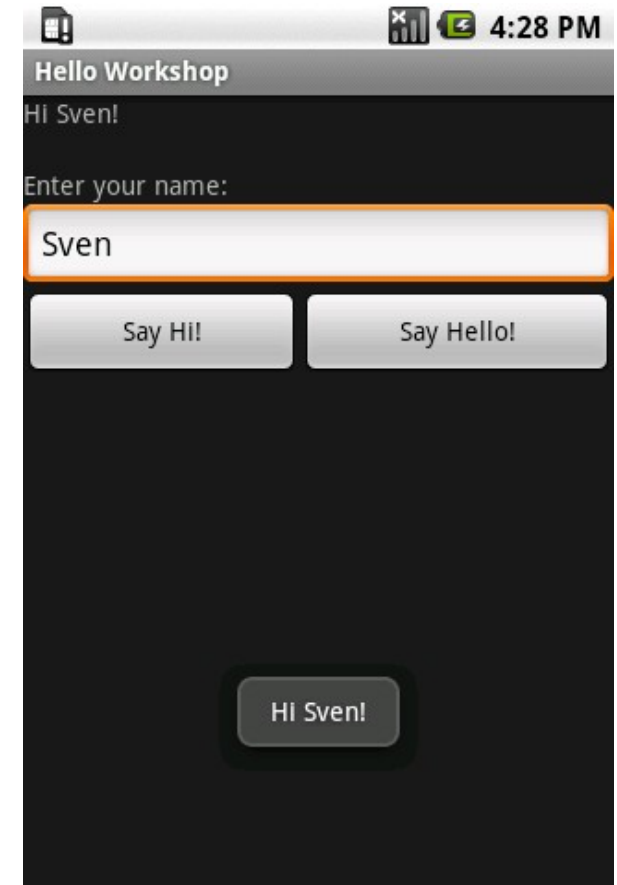 4:28 PM
Hello Workshop
Hi Sven!
Enter your name:
Sven
Say Hi! Say Hello!
Hi Sven!